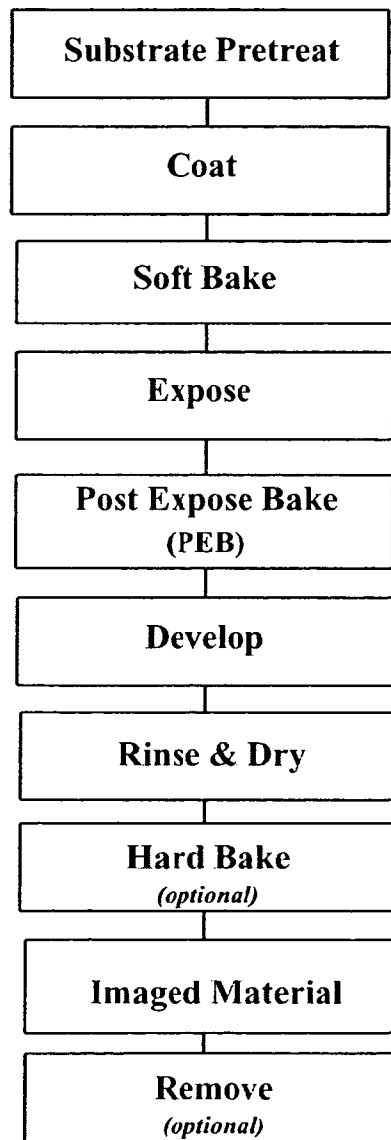 Substrate Pretreat
Coat
Soft Bake
Expose
Post Expose Bake
(PEB)
Develop
Rinse & Dry
Hard Bake
(optional)
Imaged Material
Remove
(optional)